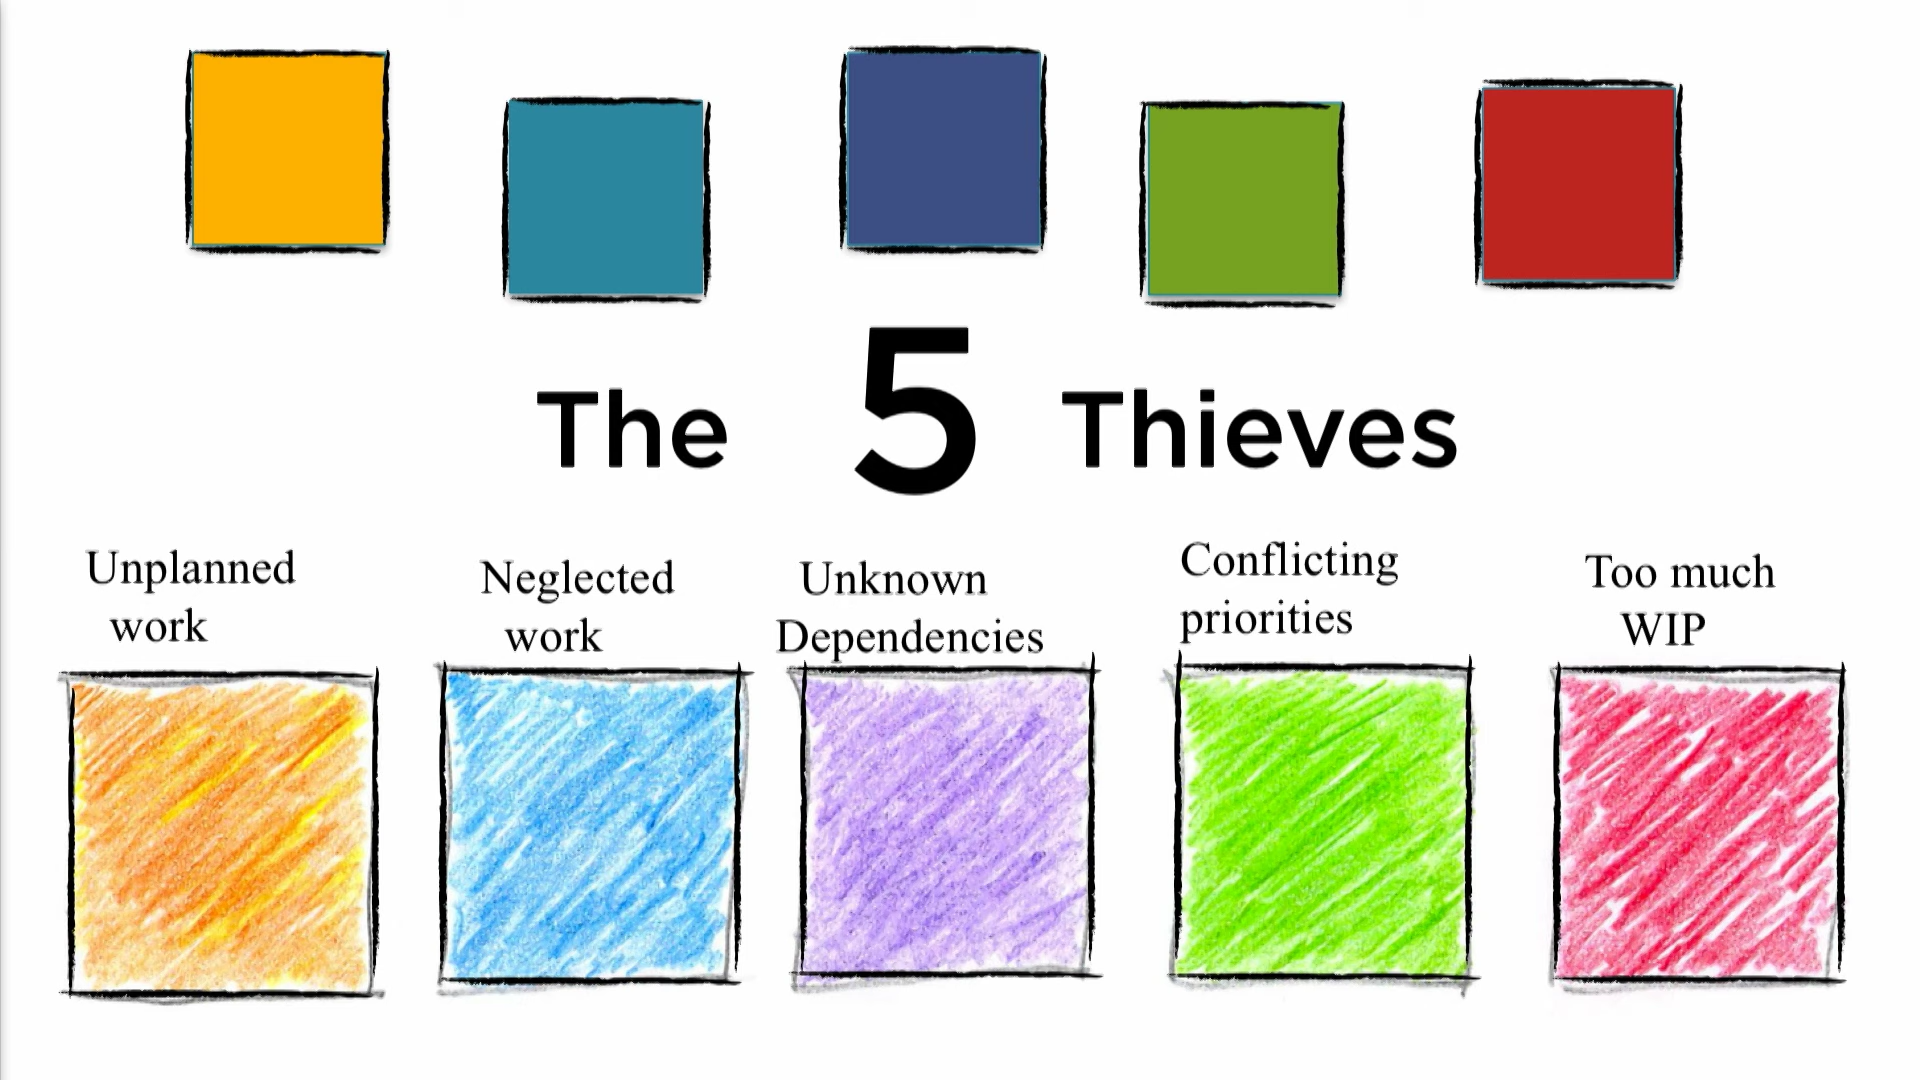 The 5 Thieves
Unplanned
work
Neglected
work
Unknown
Dependencies
Conflicting
priorities
Too much
WIP